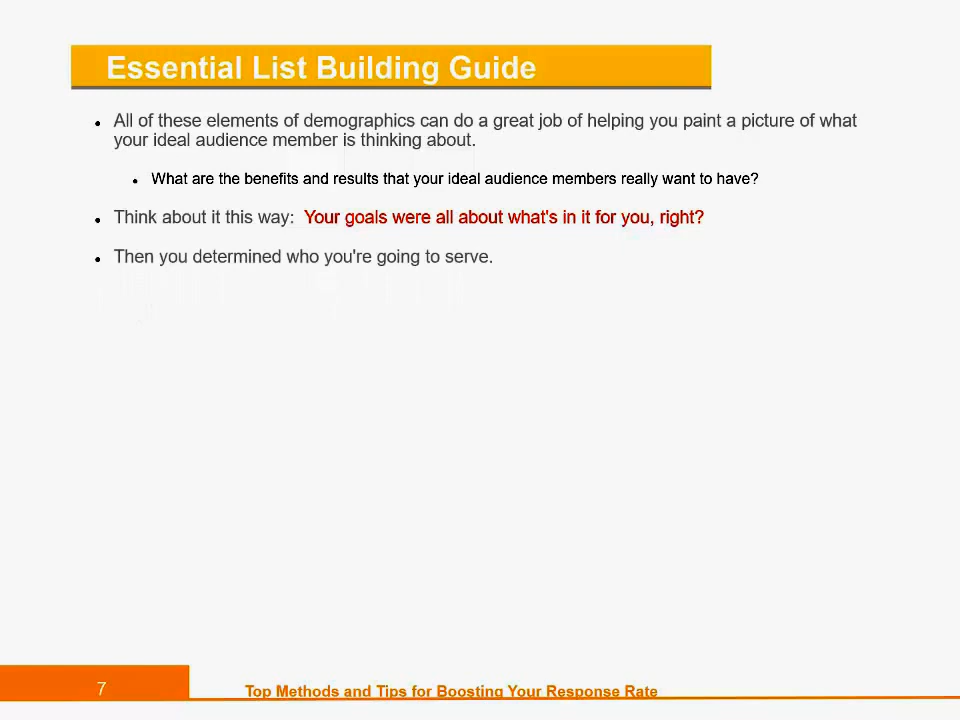 Essential List Building Guide
• All of these elements of demographics can do a great job of helping you paint a picture of what
your ideal audience member is thinking about.
• What are the benefits and results that your ideal audience members really want to have?
• Think about it this way: Your goals were all about what's in it for you, right?
• Then you determined who you're going to serve.
7
Top Methods and Tips for Boosting Your Response Rate